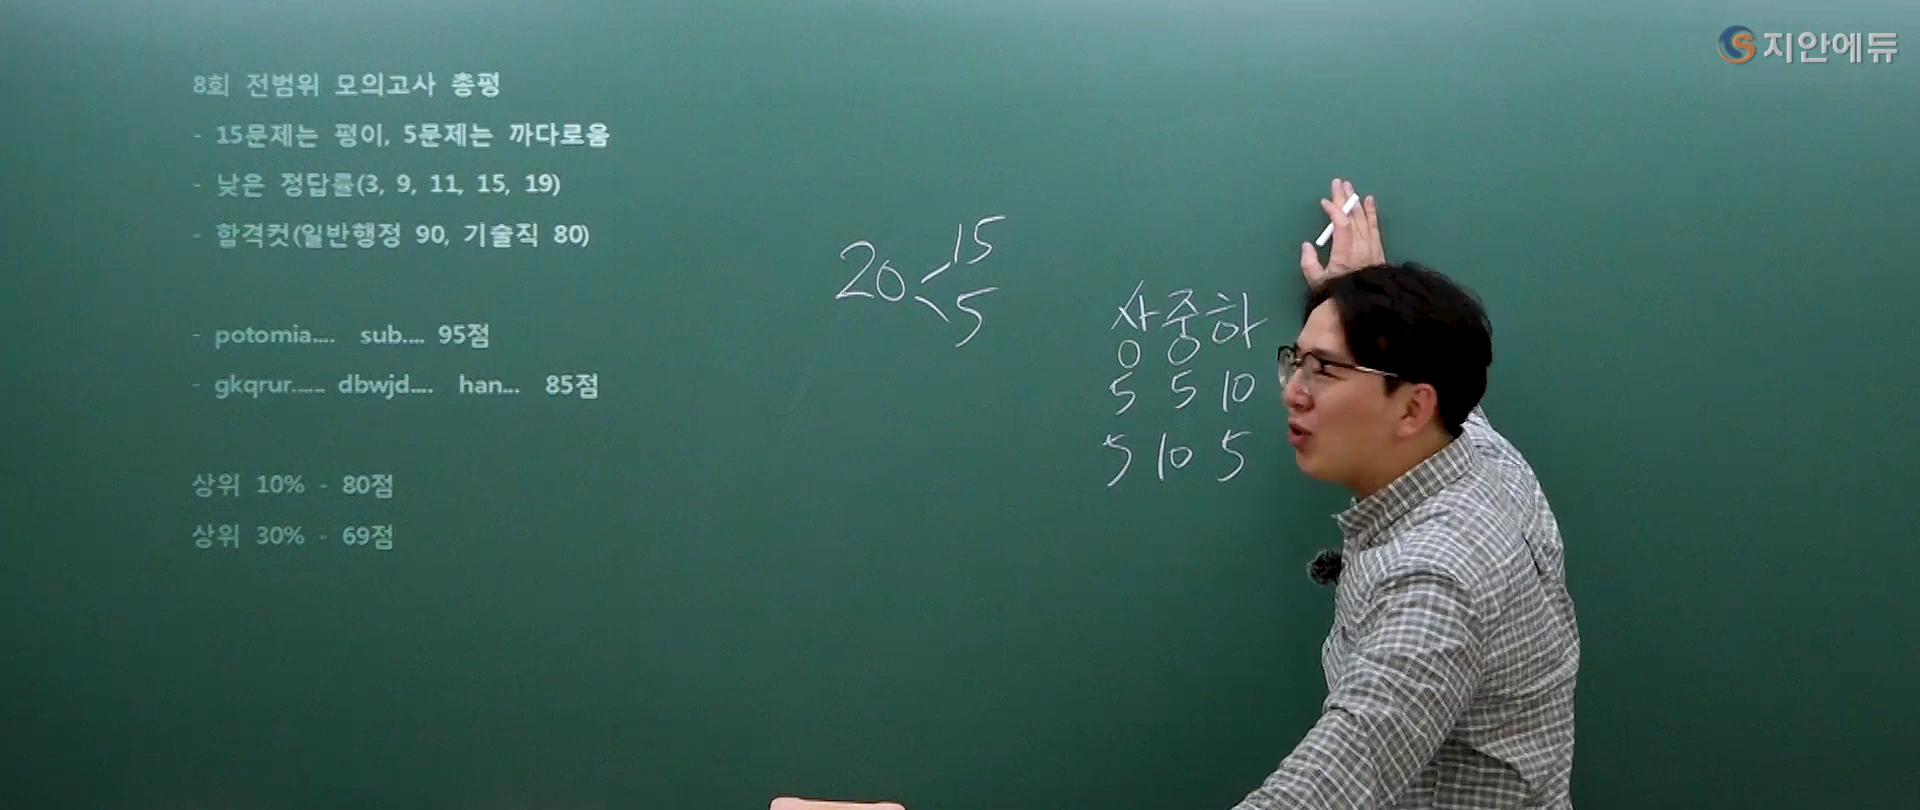 지안에듀
8회 전범위 모의고사 총평
- 15문제는 평이, 5문제는 까다로움
- 낮은 정답률(3, 9, 11, 15, 19)
- 합격컷(일반행정 90, 기술직 80)
- potomia.... sub.... 95점
- gkqrur...... dbwjd.... han... 85점
상위 10% - 80점
상위 30% - 69점
20 < 15
5
상 중 하
5 5 10
5 10 5